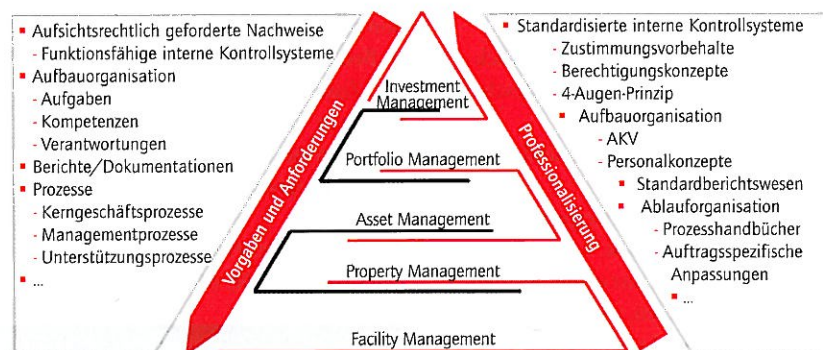 ▪ Aufsichtsrechtlich geforderte Nachweise
- Funktionsfähige interne Kontrollsysteme
▪ Aufbauorganisation
- Aufgaben
- Kompetenzen
- Verantwortungen
▪ Berichte/Dokumentationen
▪ Prozesse
- Kerngeschäftsprozesse
- Managementprozesse
- Unterstützungsprozesse
▪ ...
Vorgaben und Anforderungen
Investment
Management
Portfolio Management
Asset Management
Property Management
Facility Management
Professionalisierung
▪ Standardisierte interne Kontrollsysteme
- Zustimmungsvorbehalte
- Berechtigungskonzepte
- 4-Augen-Prinzip
▪ Aufbauorganisation
- AKV
- Personalkonzepte
▪ Standardberichtswesen
▪ Ablauforganisation
- Prozesshandbücher
- Auftragsspezifische
Anpassungen
▪ ...